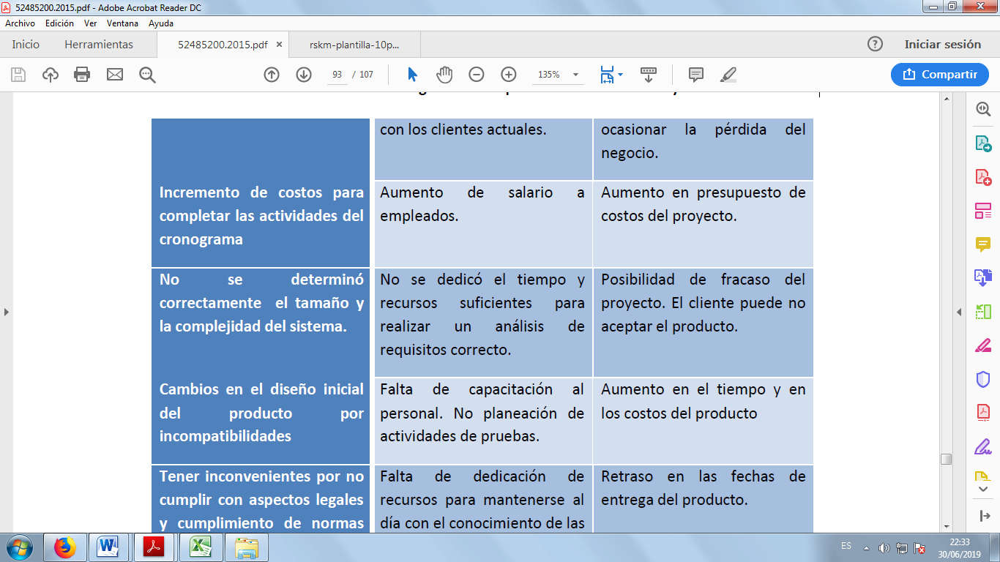 52485200.2015.pdf - Adobe Acrobat Reader DC
Archivo Edición Ver Ventana Ayuda
Inicio Herramientas 52485200.2015.pdf × rskm-plantilla-10p... ? Iniciar sesión
93 / 107 135% Compartir
con los clientes actuales.
ocasionar la pérdida del
negocio.
Incremento de costos para
completar las actividades del
cronograma
Aumento de salario a
empleados.
Aumento en presupuesto de
costos del proyecto.
No se determinó
correctamente el tamaño y
la complejidad del sistema.
No se dedicó el tiempo y
recursos suficientes para
realizar un análisis de
requisitos correcto.
Posibilidad de fracaso del
proyecto. El cliente puede no
aceptar el producto.
Cambios en el diseño inicial
del producto por
incompatibilidades
Falta de capacitación al
personal. No planeación de
actividades de pruebas.
Aumento en el tiempo y en
los costos del producto
Tener inconvenientes por no
cumplir con aspectos legales
y cumplimiento de normas
Falta de dedicación de
recursos para mantenerse al
día con el conocimiento de las
Retraso en las fechas de
entrega del producto.
ES 22:33
30/06/2019